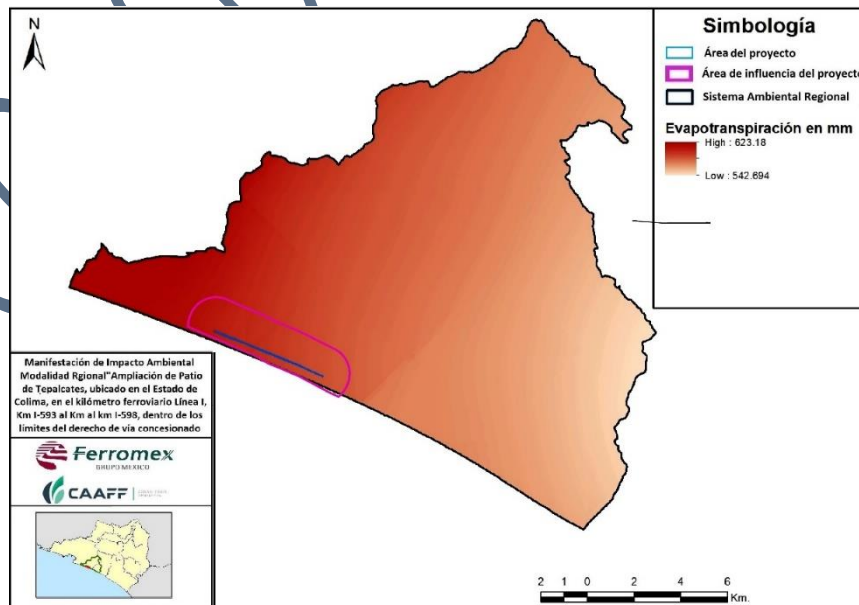 N
Simbología
Área del proyecto
Área de influencia del proyecto
Sistema Ambiental Regional
Evapotranspiración en mm
High : 623.18
Low : 542.694
Manifestación de Impacto Ambiental
Modalidad Rgional"Ampliación de Patio
de Tepalcates, ubicado en el Estado de
Colima, en el kilómetro ferroviario Línea I,
Km I-593 al Km al km I-598, dentro de los
límites del derecho de vía concesionado
Ferromex
GRUPO MEXICO
CAAFF
2 1 0 2 4 6
Km.